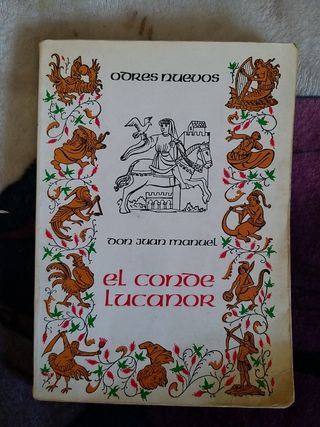 odres nuevos
don juan manuel
el conde
lucanor